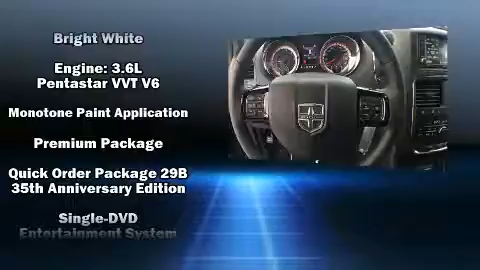 Bright White
Engine: 3.6L
Pentastar VVT V6
Monotone Paint Application
Premium Package
Quick Order Package 29B
35th Anniversary Edition
Single-DVD
Entertainment System